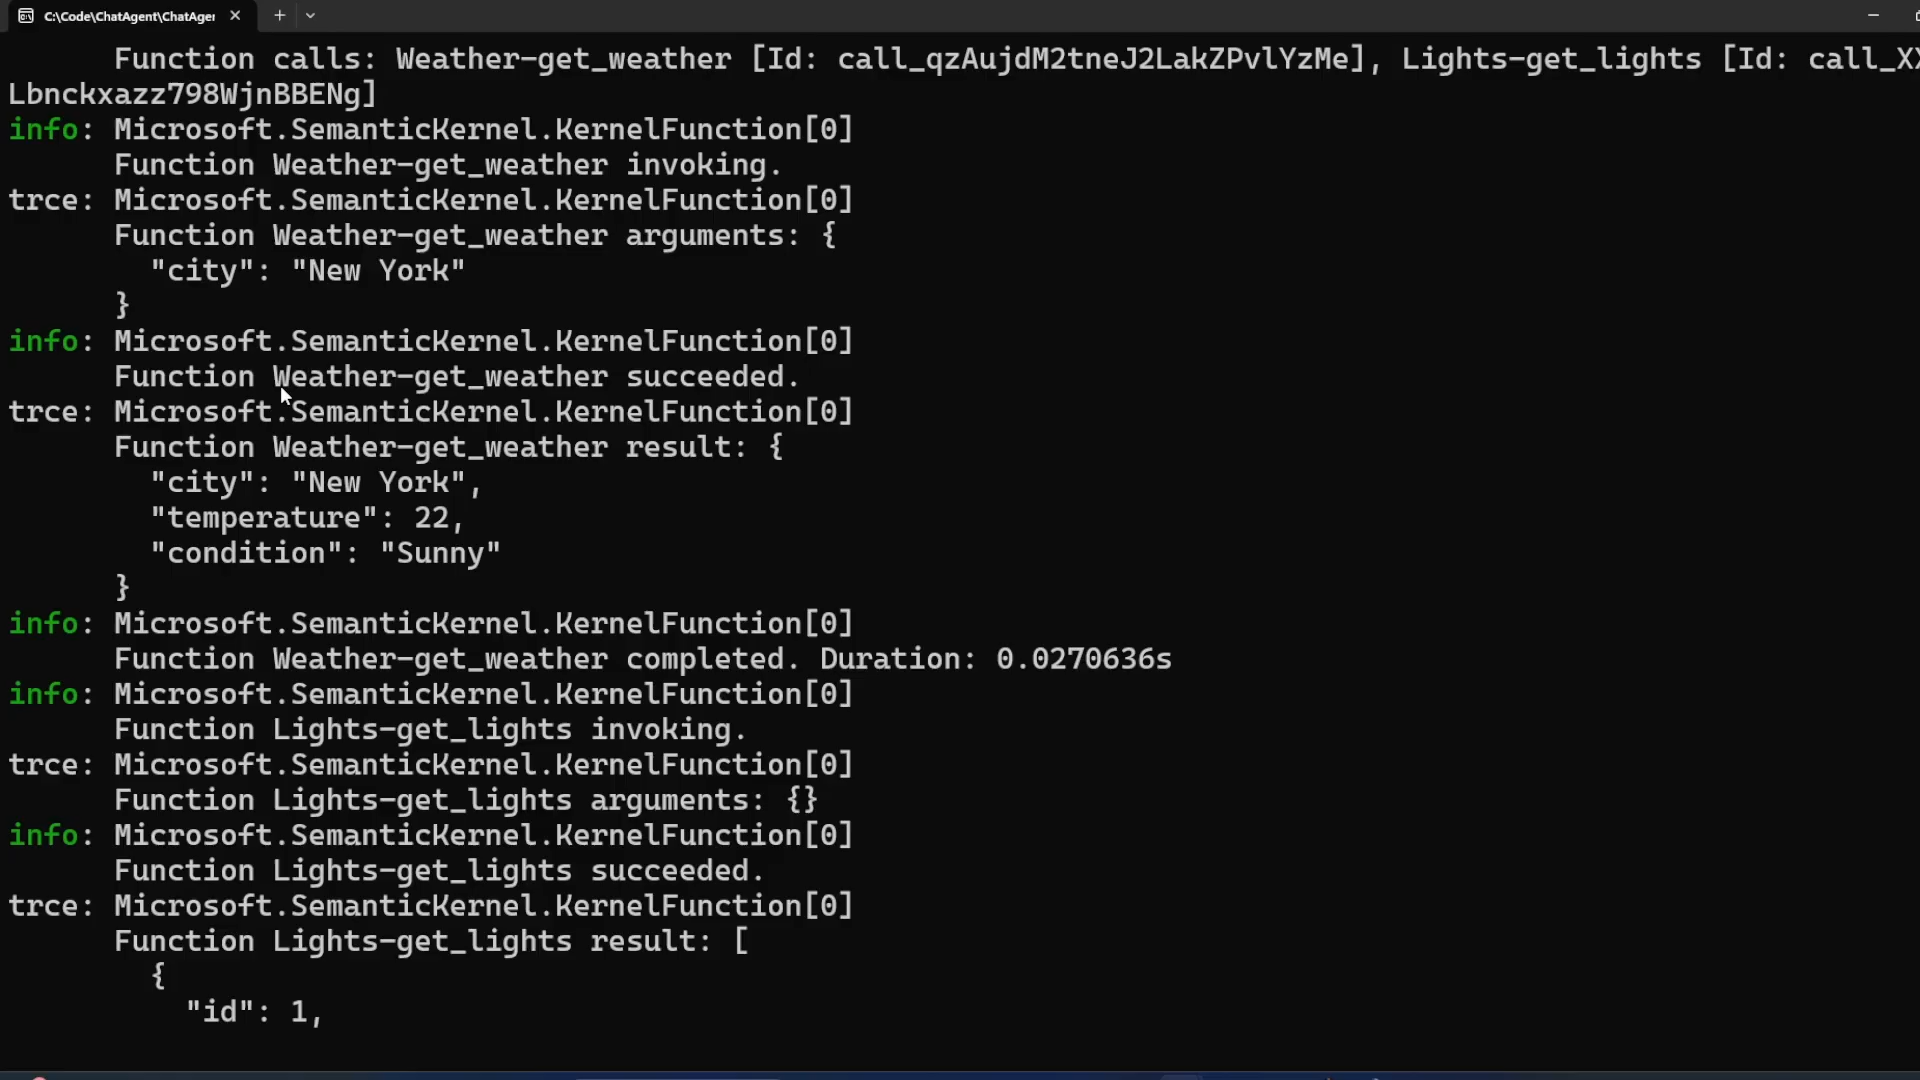 C:\Code\ChatAgent\ChatAger
Function calls: Weather-get_weather [Id: call_qzAujdM2tneJ2LakZPvlYzMe], Lights-get_lights [Id: call_XX
Lbnckxazz798WjnBBENg]
info: Microsoft.SemanticKernel.KernelFunction[0]
Function Weather-get_weather invoking.
trce: Microsoft.SemanticKernel.KernelFunction[0]
Function Weather-get_weather arguments: {
"city": "New York"
}
info: Microsoft.SemanticKernel.KernelFunction[0]
Function Weather-get_weather succeeded.
trce: Microsoft.SemanticKernel.KernelFunction[0]
Function Weather-get_weather result: {
"city": "New York",
"temperature": 22,
"condition": "Sunny"
}
info: Microsoft.SemanticKernel.KernelFunction[0]
Function Weather-get_weather completed. Duration: 0.0270636s
info: Microsoft.SemanticKernel.KernelFunction[0]
Function Lights-get_lights invoking.
trce: Microsoft.SemanticKernel.KernelFunction[0]
Function Lights-get_lights arguments: {}
info: Microsoft.SemanticKernel.KernelFunction[0]
Function Lights-get_lights succeeded.
trce: Microsoft.SemanticKernel.KernelFunction[0]
Function Lights-get_lights result: [
{
"id": 1,